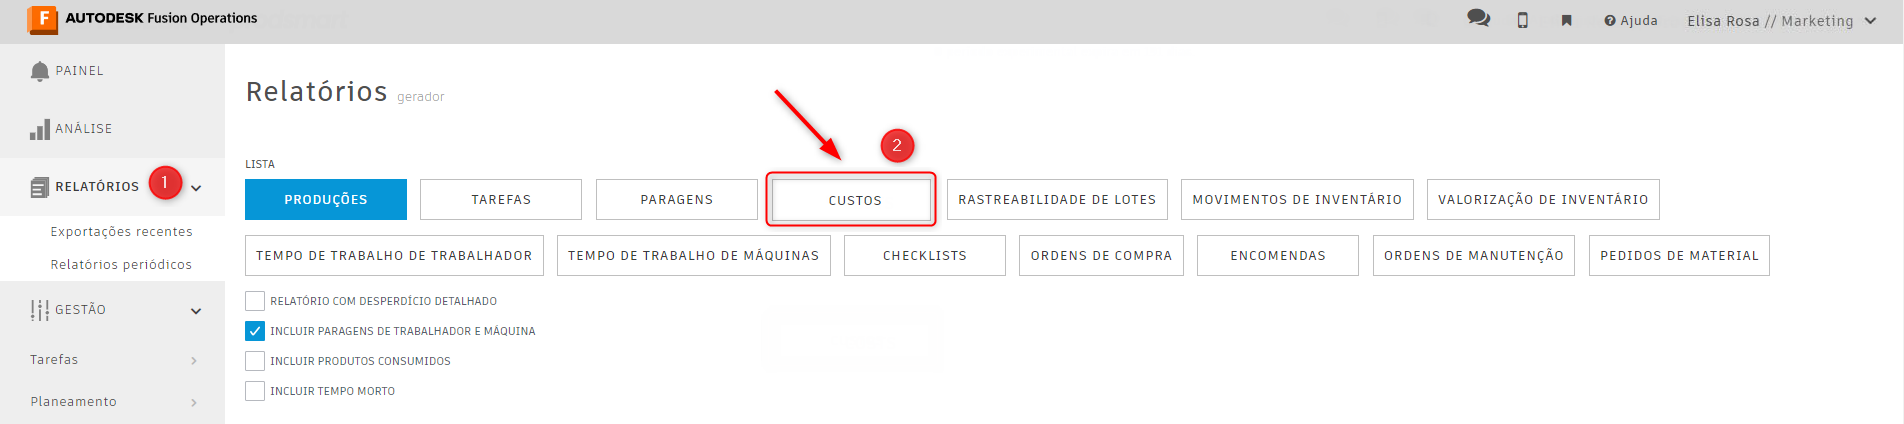 F AUTODESK Fusion Operations
Ajuda
Elisa Rosa // Marketing
PAINEL
ANÁLISE
RELATÓRIOS 1
Exportações recentes
Relatórios periódicos
GESTÃO
Tarefas
Planeamento
Relatórios gerador
2
LISTA
PRODUÇÕES TAREFAS PARAGENS CUSTOS RASTREABILIDADE DE LOTES MOVIMENTOS DE INVENTÁRIO VALORIZAÇÃO DE INVENTÁRIO
TEMPO DE TRABALHO DE TRABALHADOR TEMPO DE TRABALHO DE MÁQUINAS CHECKLISTS ORDENS DE COMPRA ENCOMENDAS ORDENS DE MANUTENÇÃO PEDIDOS DE MATERIAL
RELATÓRIO COM DESPERDÍCIO DETALHADO
INCLUIR PARAGENS DE TRABALHADOR E MÁQUINA
INCLUIR PRODUTOS CONSUMIDOS
INCLUIR TEMPO MORTO